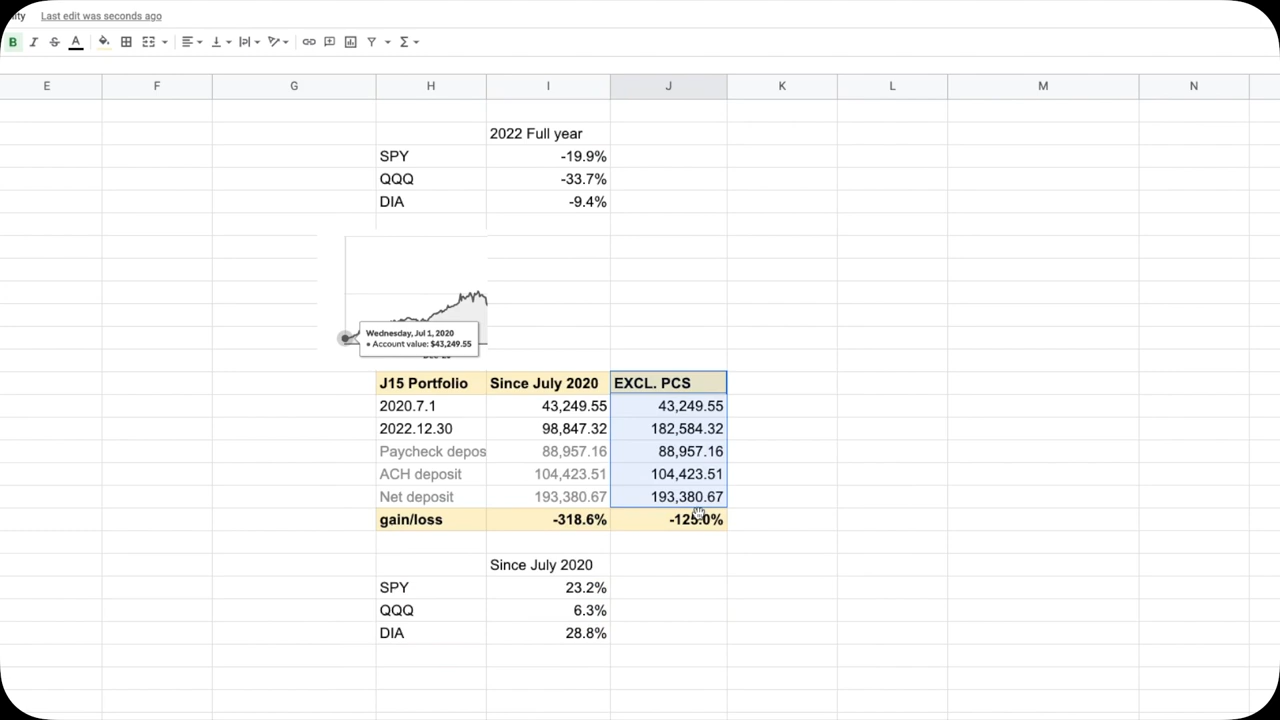 ity Last edit was seconds ago
B I S A
E F G H I J K L M N
2022 Full year
SPY -19.9%
QQQ -33.7%
DIA -9.4%
Wednesday, Jul 1, 2020
• Account value: $43,249.55
J15 Portfolio Since July 2020 EXCL. PCS
2020.7.1 43,249.55 43,249.55
2022.12.30 98,847.32 182,584.32
Paycheck depos 88,957.16 88,957.16
ACH deposit 104,423.51 104,423.51
Net deposit 193,380.67 193,380.67
gain/loss -318.6% -125.0%
Since July 2020
SPY 23.2%
QQQ 6.3%
DIA 28.8%